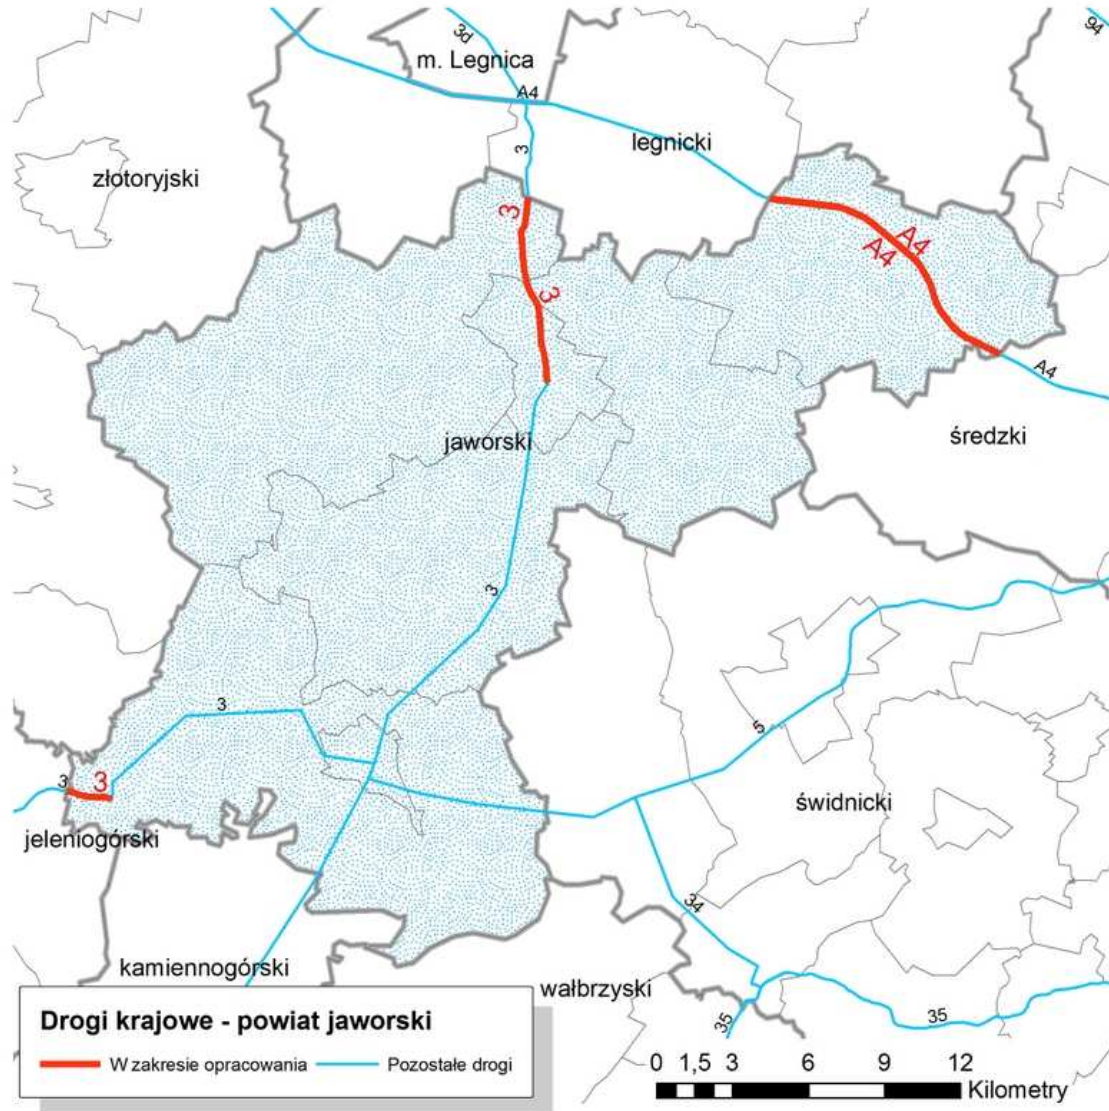 3d
94
m. Legnica
A4
legnicki
3
złotoryjski
3
A4
A4
3
A4
jaworski
średzki
3
3
5
3
3
świdnicki
jeleniogórski
34
kamiennogórski
wałbrzyski
35
35
Drogi krajowe - powiat jaworski
W zakresie opracowania
Pozostałe drogi
0 1,5 3 6 9 12
Kilometry